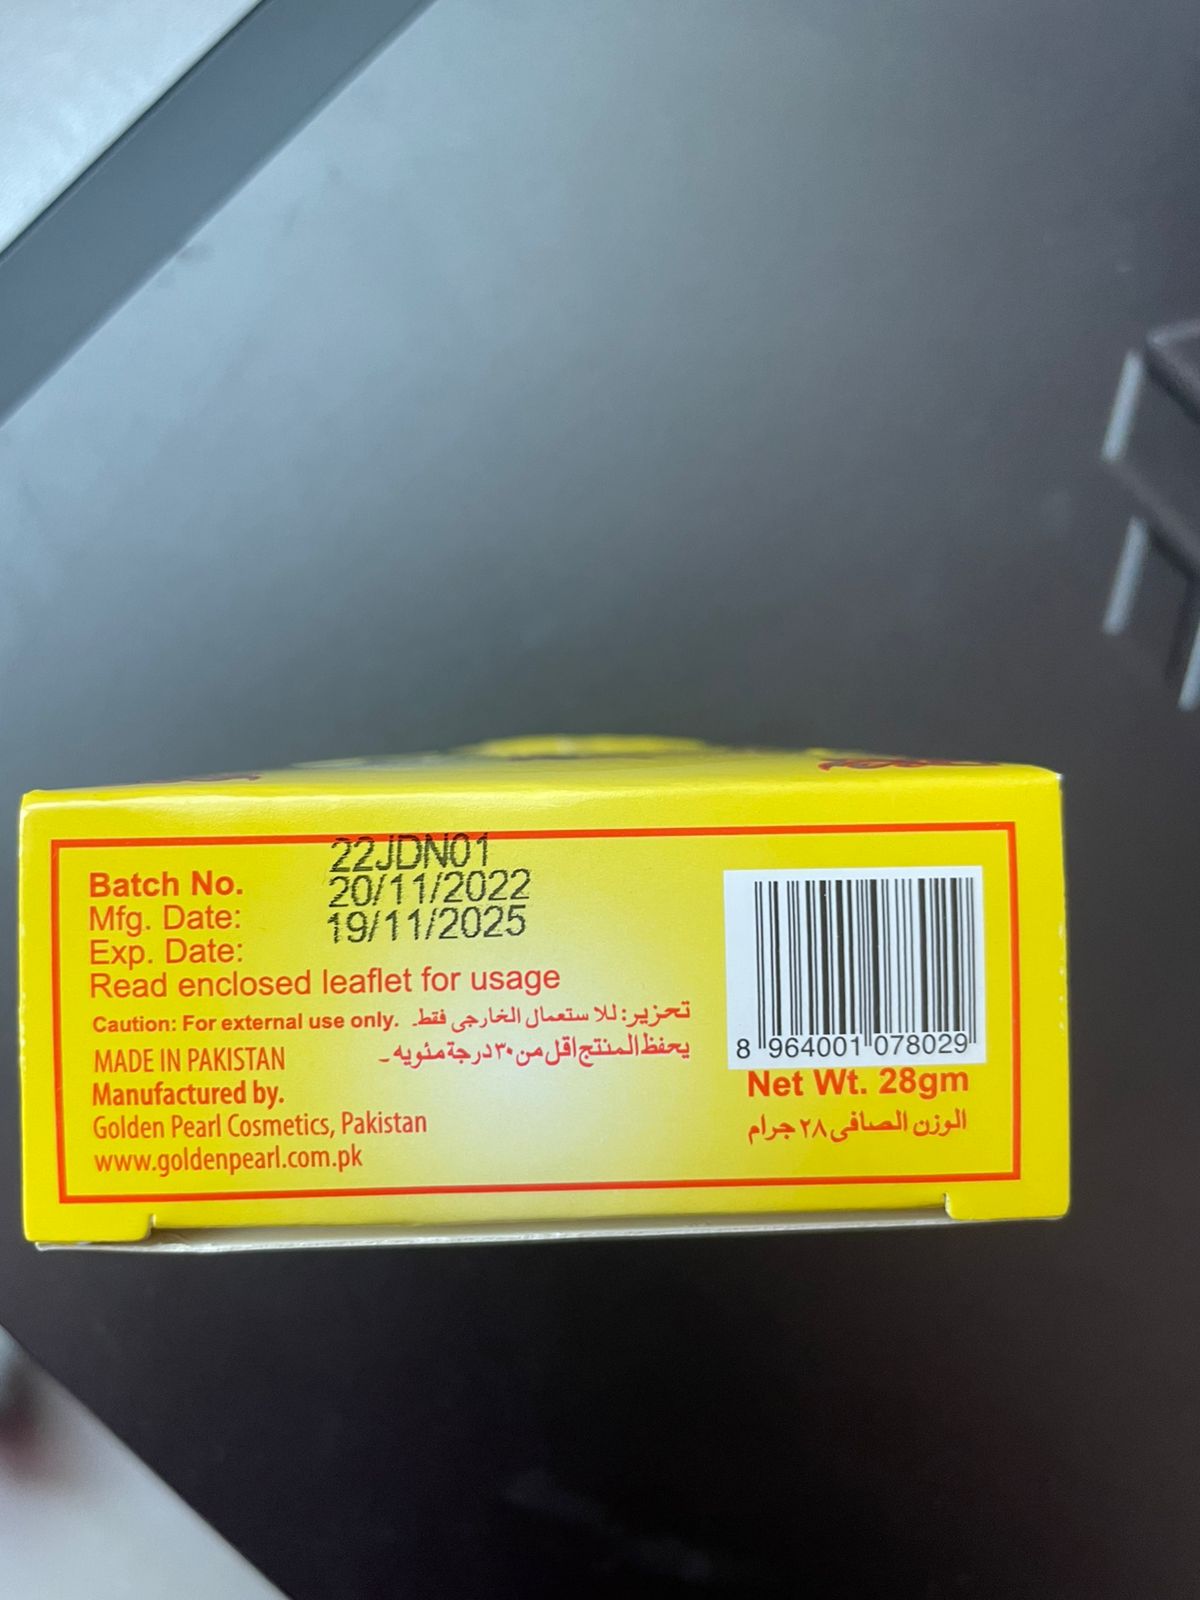 22JDN01
Batch No.
20/11/2022
Mfg. Date:
19/11/2025
Exp. Date:
Read enclosed leaflet for usage
Caution: For external use only. تحزير: للا ستعمال الخارجى فقط۔
يحفظ المنتج اقل من ٣٠ درجة مئويه۔
MADE IN PAKISTAN
Manufactured by.
Golden Pearl Cosmetics, Pakistan
www.goldenpearl.com.pk
8 964001 078029
Net Wt. 28gm
الوزن الصافى ٢٨ جرام